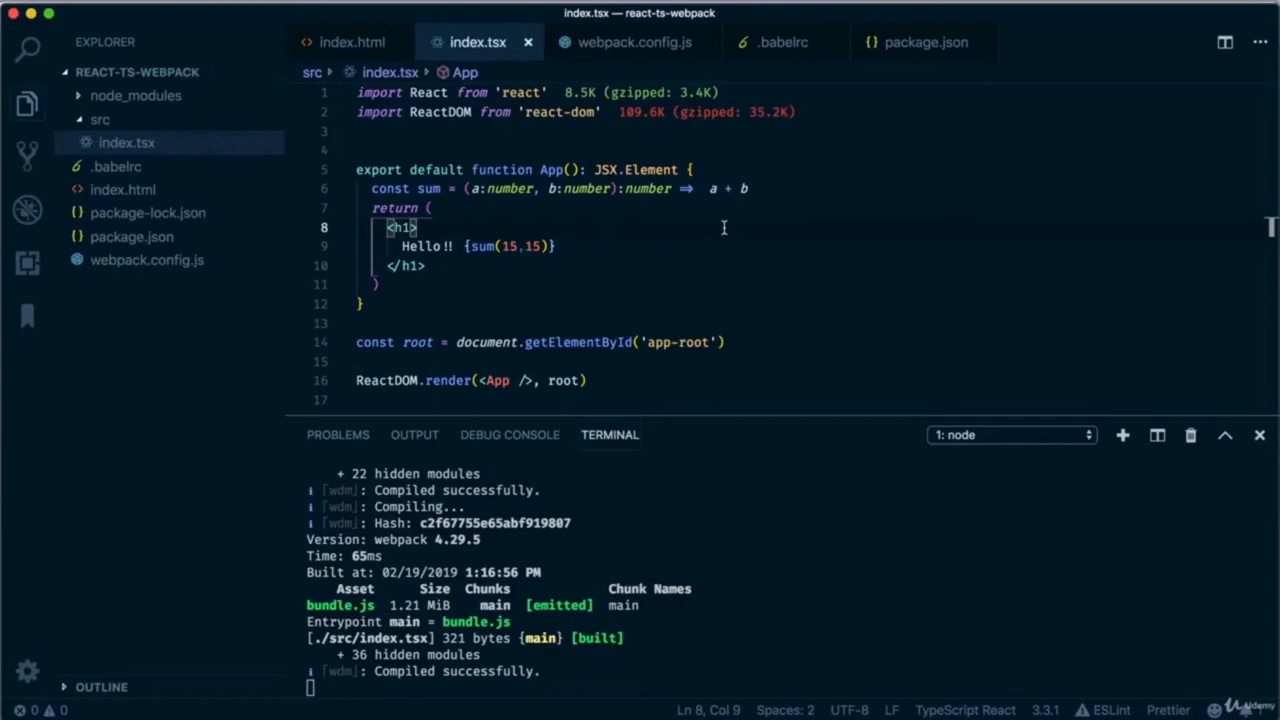 index.tsx — react-ts-webpack
EXPLORER
REACT-TS-WEBPACK
node_modules
src
index.tsx
.babelrc
index.html
package-lock.json
package.json
webpack.config.js
OUTLINE
index.html index.tsx webpack.config.js .babelrc package.json
src index.tsx App
1 import React from 'react' 8.5K (gzipped: 3.4K)
2 import ReactDOM from 'react-dom' 109.6K (gzipped: 35.2K)
3
4
5 export default function App(): JSX.Element {
6 const sum = (a:number, b:number):number => a + b
7 return (
8 <h1>
9 Hello!! {sum(15,15)}
10 </h1>
11 )
12 }
13
14 const root = document.getElementById('app-root')
15
16 ReactDOM.render(<App />, root)
17
PROBLEMS OUTPUT DEBUG CONSOLE TERMINAL 1: node
+ 22 hidden modules
i ｢wdm｣: Compiled successfully.
i ｢wdm｣: Compiling...
i ｢wdm｣: Hash: c2f67755e65abf919807
Version: webpack 4.29.5
Time: 65ms
Built at: 02/19/2019 1:16:56 PM
Asset Size Chunks Chunk Names
bundle.js 1.21 MiB main [emitted] main
Entrypoint main = bundle.js
[./src/index.tsx] 321 bytes {main} [built]
+ 36 hidden modules
i ｢wdm｣: Compiled successfully.
0 0 Ln 8, Col 9 Spaces: 2 UTF-8 LF TypeScript React 3.3.1 ESLint Prettier
Udemy